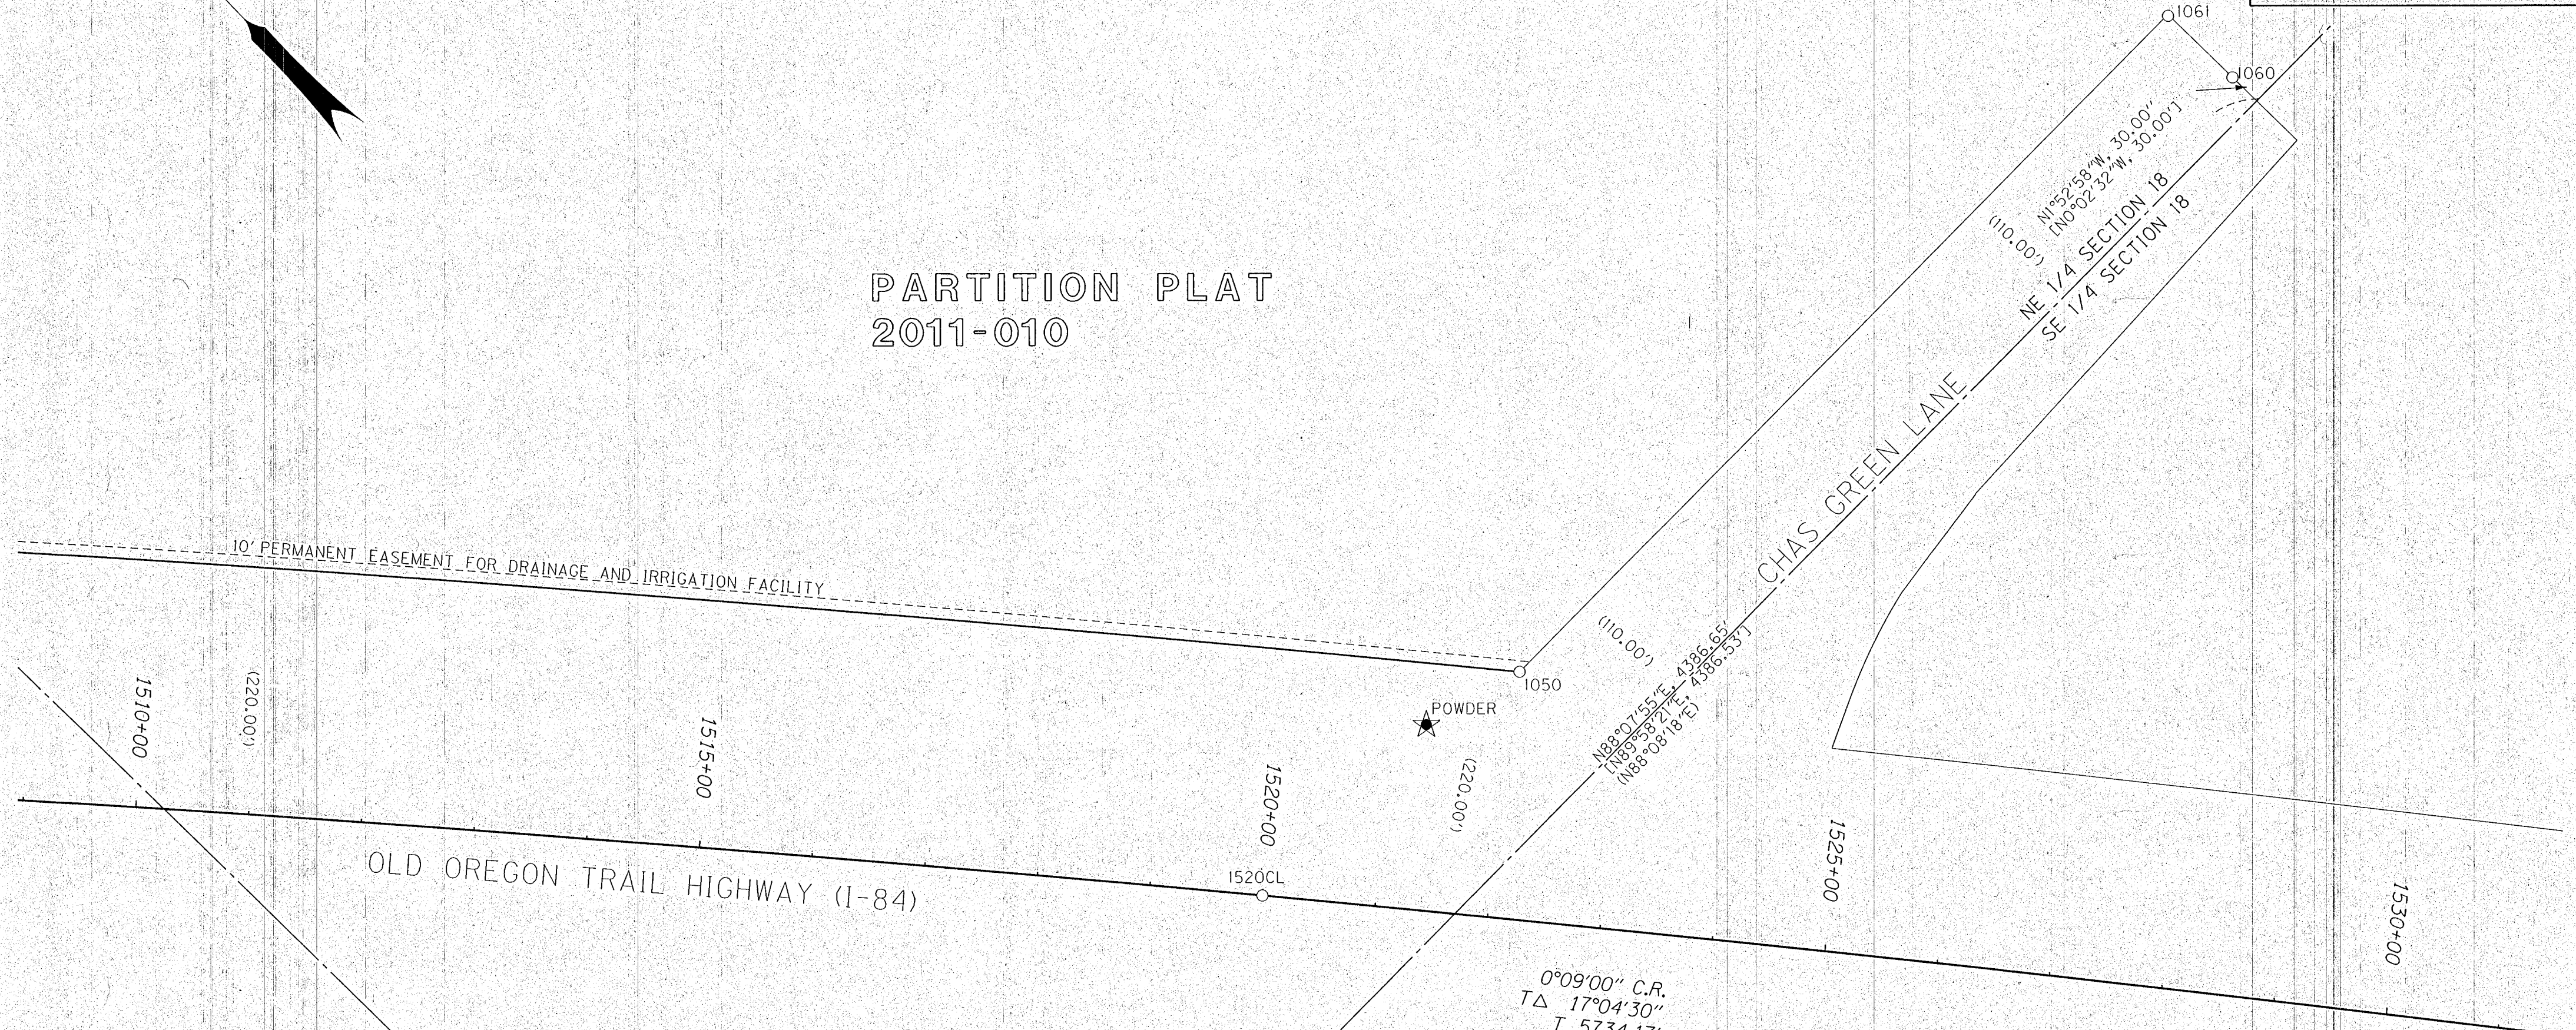 1061
1060
N1°52'58"W, 30.00'
[N0°02'32"W, 30.00']
(110.00')
NE 1/4 SECTION 18
SE 1/4 SECTION 18
PARTITION PLAT
2011-010
CHAS GREEN LANE
10' PERMANENT EASEMENT FOR DRAINAGE AND IRRIGATION FACILITY
(110.00')
1050
N88°07'55"E, 4386.65'
[N89°58'21"E, 4386.53']
(N88°08'18"E)
POWDER
1510+00
(220.00')
1515+00
1520+00
(220.00')
1525+00
1530+00
OLD OREGON TRAIL HIGHWAY (I-84)
1520CL
0°09'00" C.R.
T△ 17°04'30"
T 5734.17'